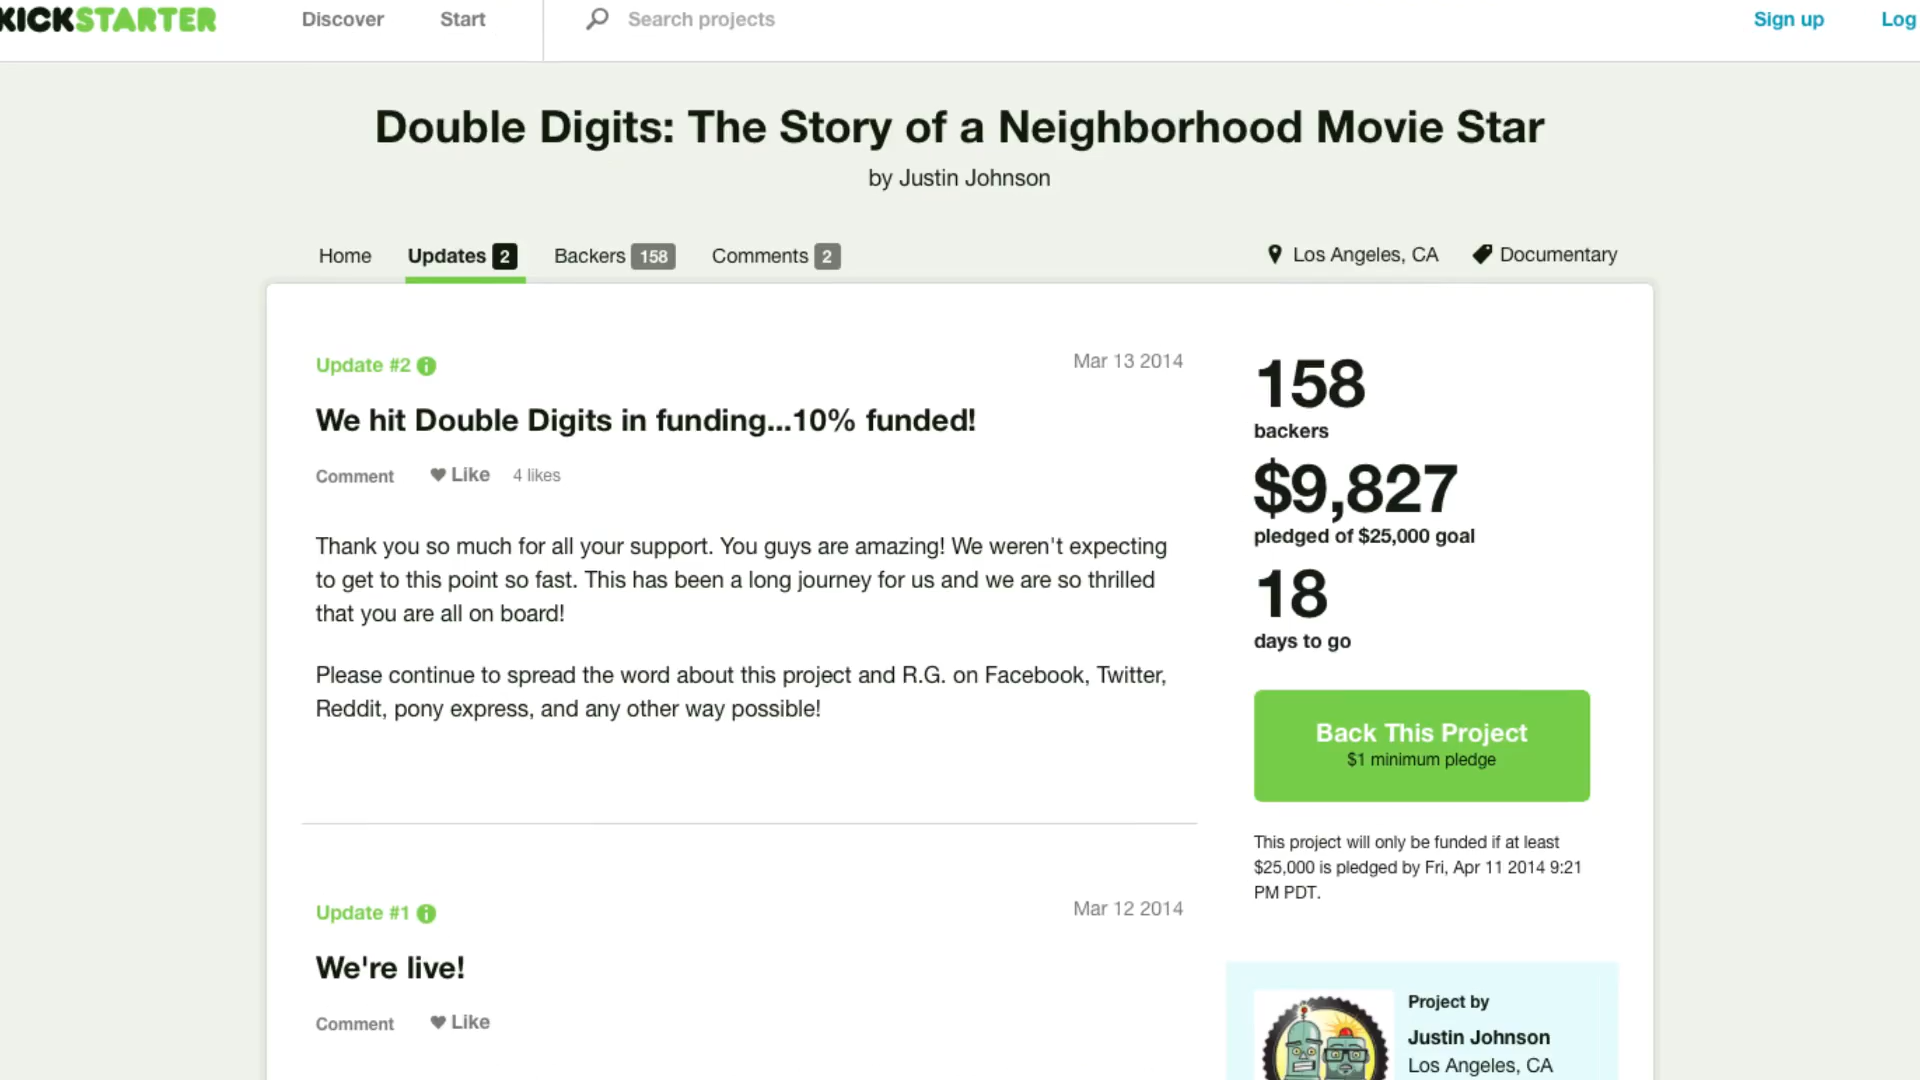 KICKSTARTER Discover Start Search projects Sign up Log
Double Digits: The Story of a Neighborhood Movie Star
by Justin Johnson
Home Updates 2 Backers 158 Comments 2 Los Angeles, CA Documentary
Update #2 Mar 13 2014
We hit Double Digits in funding...10% funded!
Comment Like 4 likes
Thank you so much for all your support. You guys are amazing! We weren't expecting
to get to this point so fast. This has been a long journey for us and we are so thrilled
that you are all on board!
Please continue to spread the word about this project and R.G. on Facebook, Twitter,
Reddit, pony express, and any other way possible!
Update #1 Mar 12 2014
We're live!
Comment Like
158
backers
$9,827
pledged of $25,000 goal
18
days to go
Back This Project
$1 minimum pledge
This project will only be funded if at least
$25,000 is pledged by Fri, Apr 11 2014 9:21
PM PDT.
Project by
Justin Johnson
Los Angeles, CA